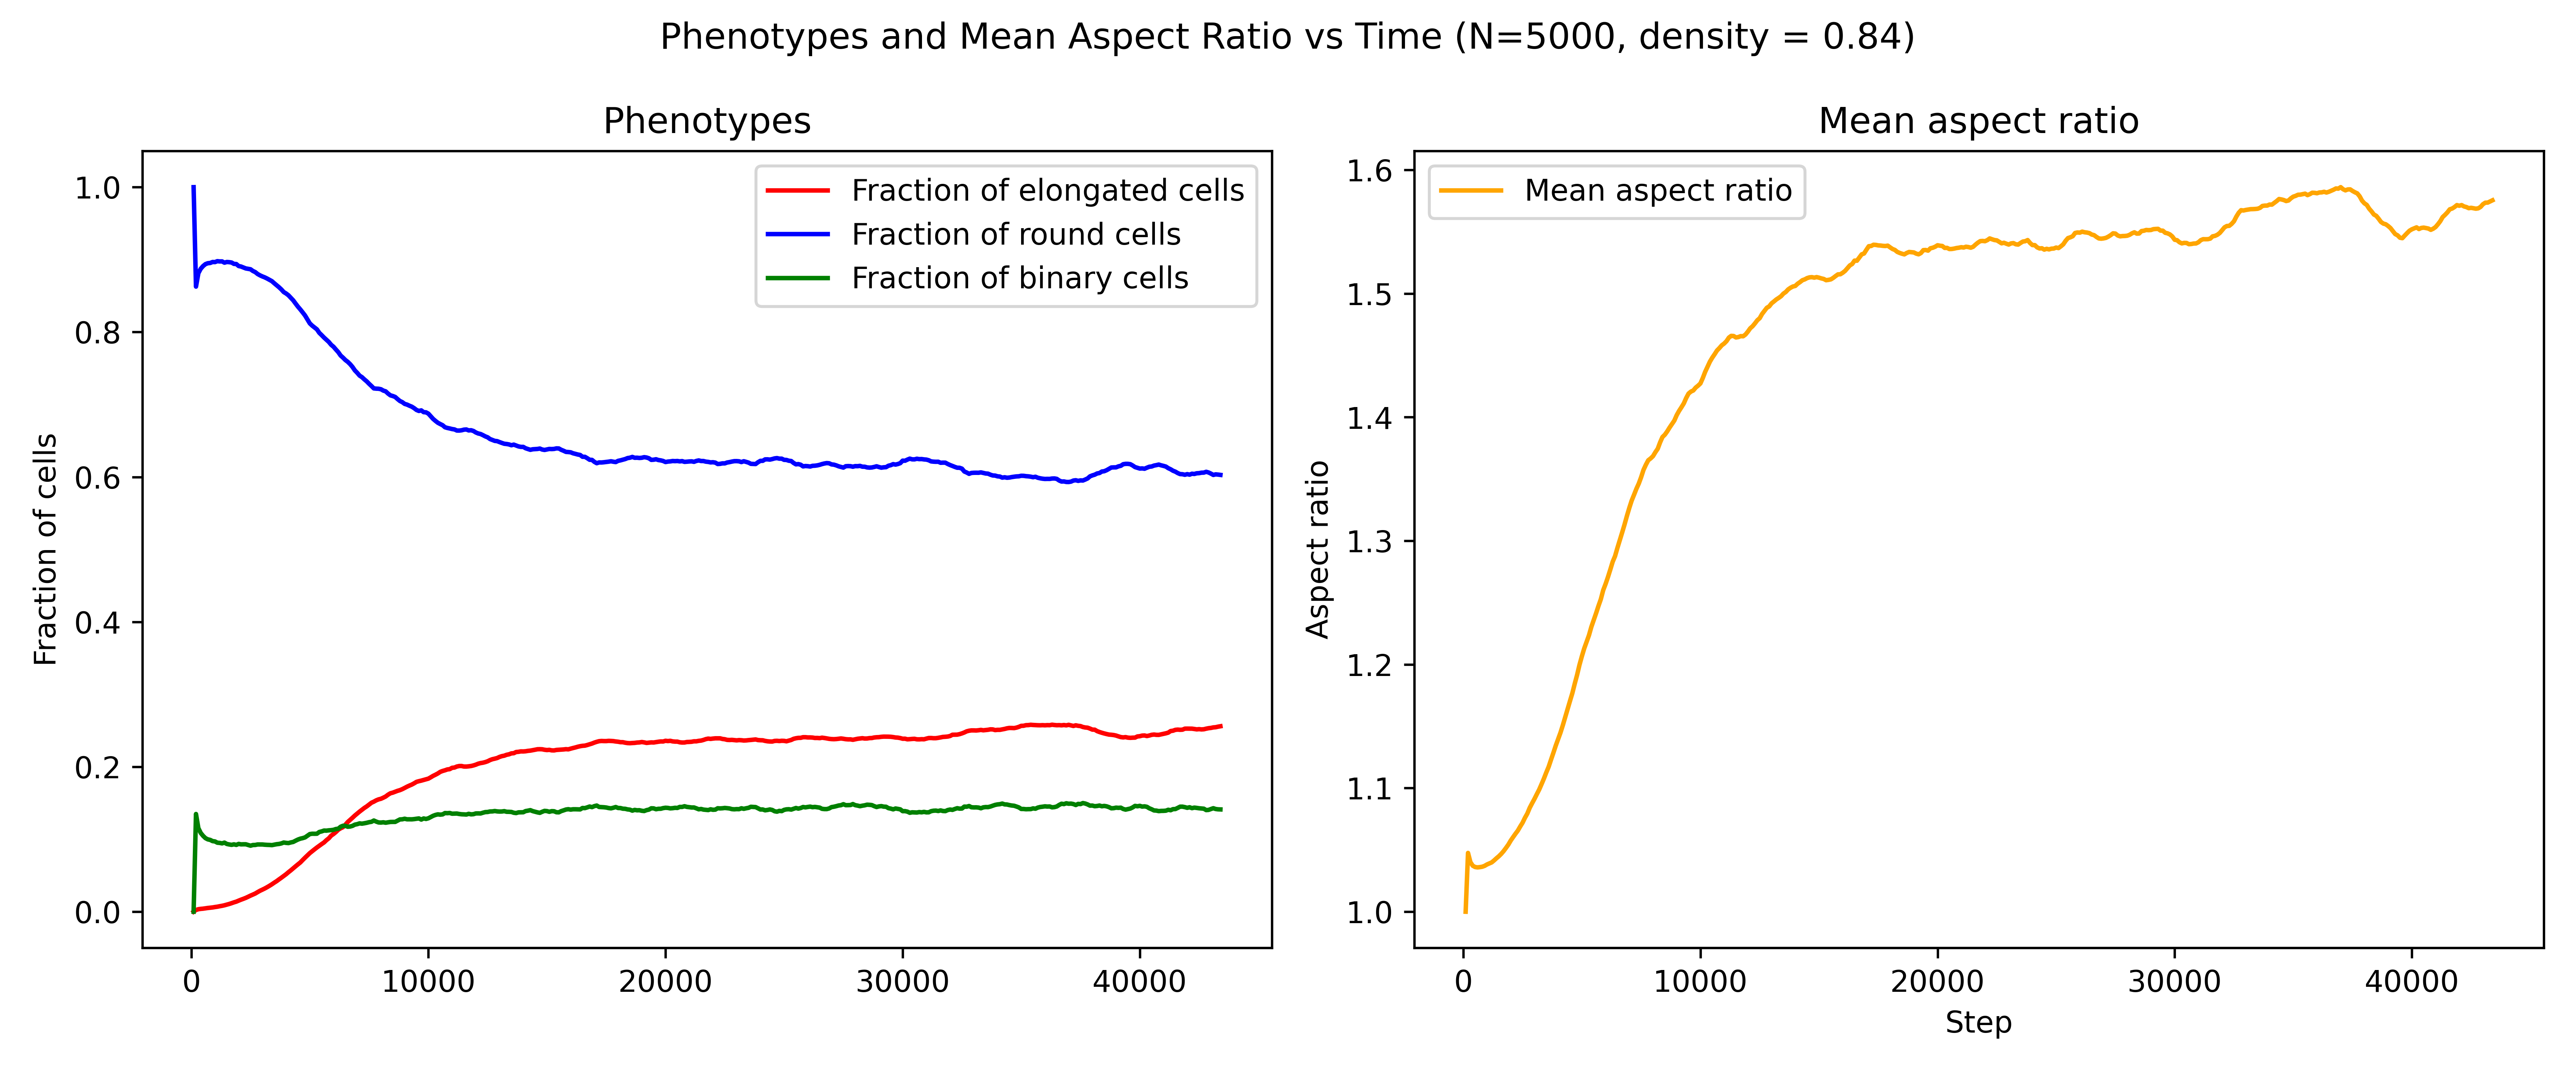 Phenotypes and Mean Aspect Ratio vs Time (N=5000, density = 0.84)
Phenotypes
Fraction of cells
1.0
0.8
0.6
0.4
0.2
0.0
Fraction of elongated cells
Fraction of round cells
Fraction of binary cells
0
10000
20000
30000
40000
Mean aspect ratio
Aspect ratio
1.6
1.5
1.4
1.3
1.2
1.1
1.0
Mean aspect ratio
0
10000
20000
30000
40000
Step